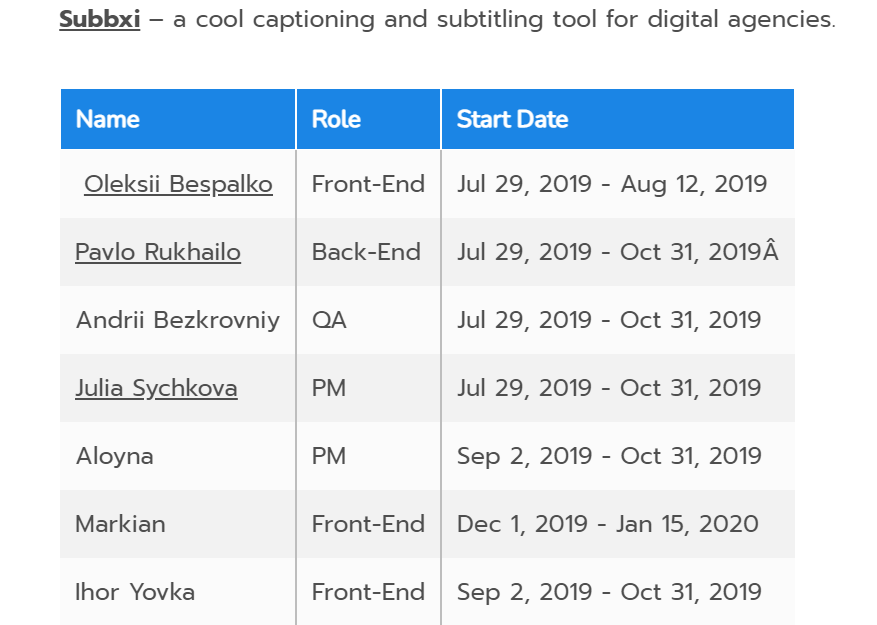 Subbxi – a cool captioning and subtitling tool for digital agencies.
Name Role Start Date
Oleksii Bespalko Front-End Jul 29, 2019 - Aug 12, 2019
Pavlo Rukhailo Back-End Jul 29, 2019 - Oct 31, 2019Â
Andrii Bezkrovniy QA Jul 29, 2019 - Oct 31, 2019
Julia Sychkova PM Jul 29, 2019 - Oct 31, 2019
Aloyna PM Sep 2, 2019 - Oct 31, 2019
Markian Front-End Dec 1, 2019 - Jan 15, 2020
Ihor Yovka Front-End Sep 2, 2019 - Oct 31, 2019